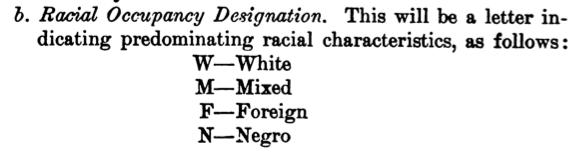 b. Racial Occupancy Designation. This will be a letter in-
dicating predominating racial characteristics, as follows:
W—White
M—Mixed
F—Foreign
N—Negro